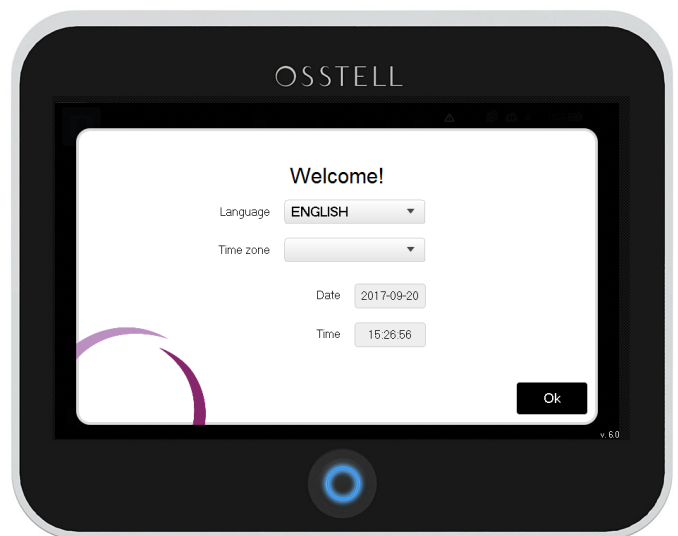 OSSTELL
Welcome!
Language ENGLISH
Time zone
Date 2017-09-20
Time 15:26:56
Ok
v. 6.0